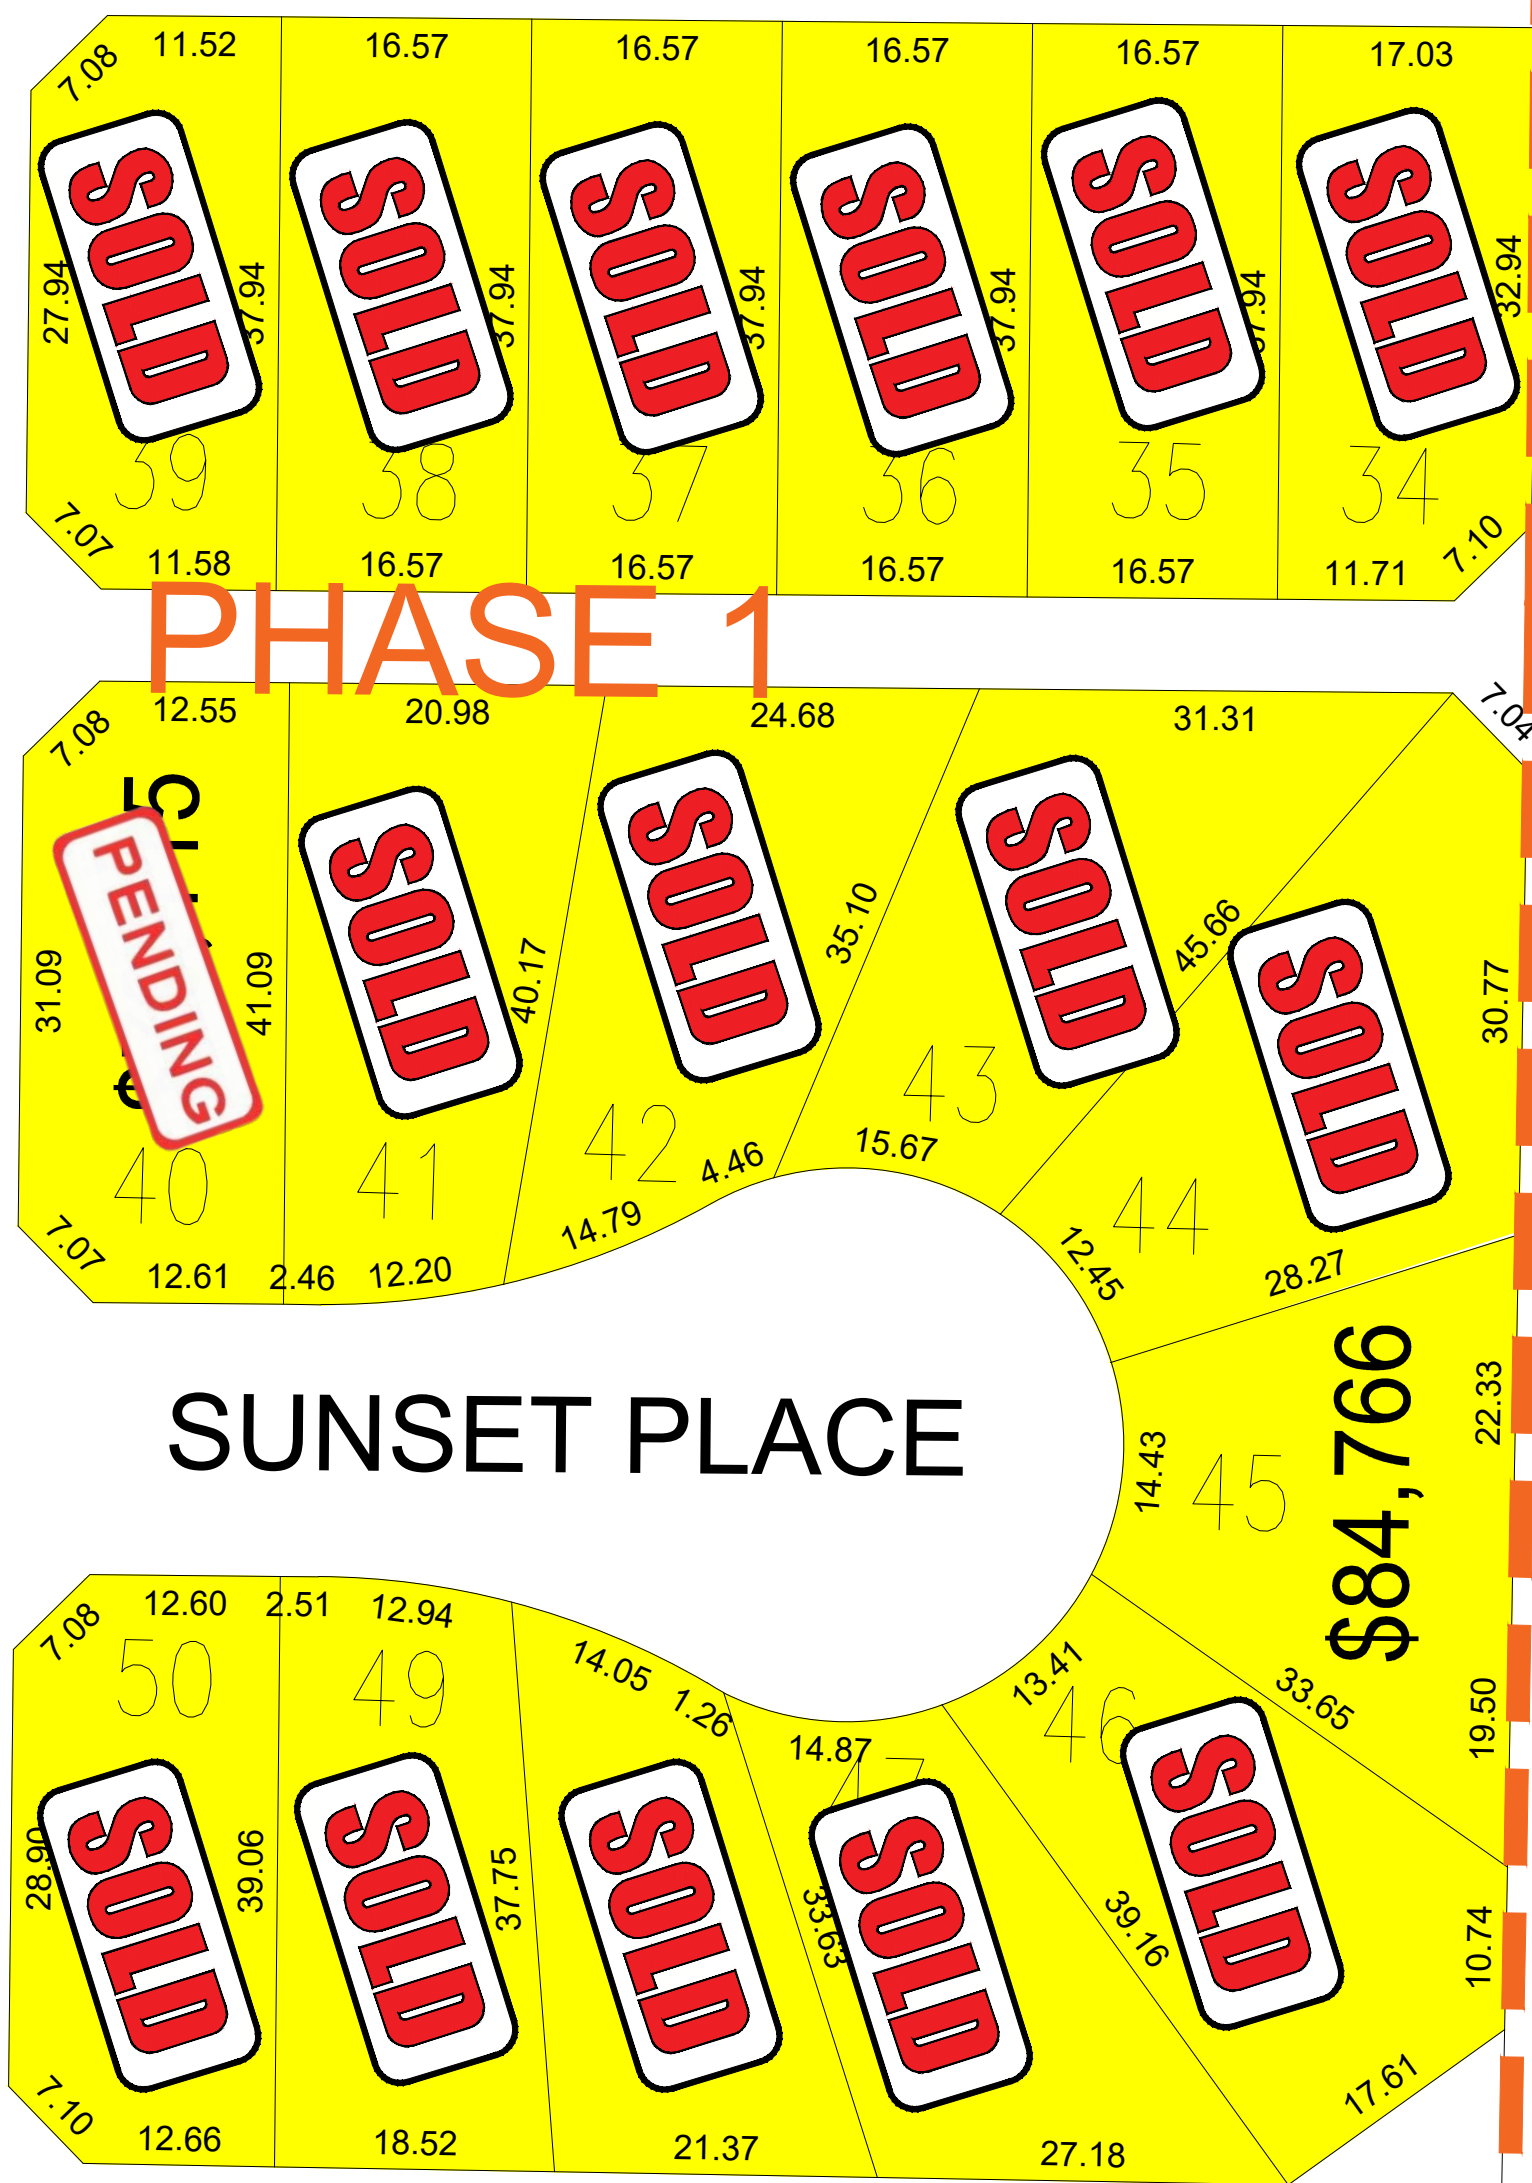 11.52 16.57 16.57 16.57 16.57 17.03
7.08
SOLD SOLD SOLD SOLD SOLD SOLD
27.94 37.94 37.94 37.94 37.94 37.94 32.94
39 38 37 36 35 34
7.07 11.58 16.57 16.57 16.57 16.57 11.71 7.10
PHASE 1
7.08 12.55 20.98 24.68 31.31 7.04
PENDING SOLD SOLD SOLD SOLD
31.09 41.09 40.17 35.10 45.66 30.77
40 41 42 43 44
7.07 12.61 2.46 12.20 14.79 4.46 15.67 12.45 28.27
SUNSET PLACE
14.43 45 $84,766 22.33
19.50
7.08 12.60 2.51 12.94 14.05 1.26 14.87 13.41 33.65
50 49 47 46
SOLD SOLD SOLD SOLD SOLD
28.90 39.06 37.75 33.63 39.16 10.74
7.10 12.66 18.52 21.37 27.18 17.61